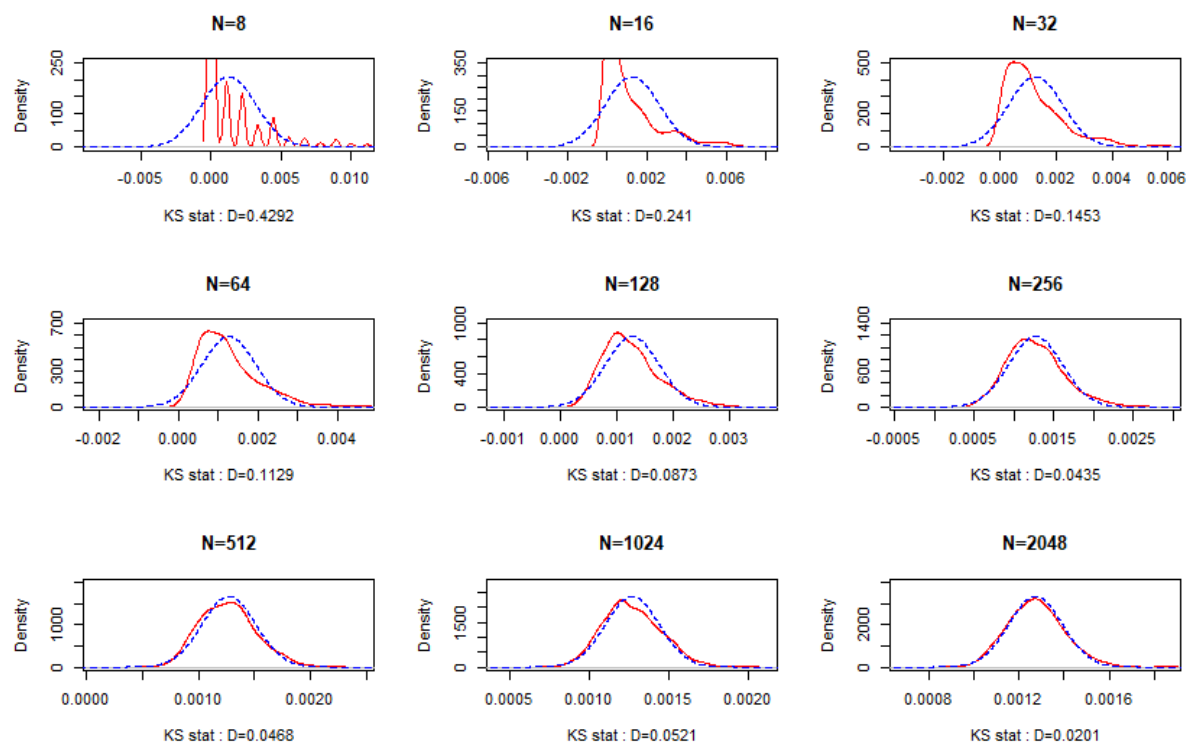 N=8
Density
0 100 250
-0.005 0.000 0.005 0.010
KS stat : D=0.4292
N=16
Density
0 150 350
-0.006 -0.002 0.002 0.006
KS stat : D=0.241
N=32
Density
0 200 500
-0.002 0.000 0.002 0.004 0.006
KS stat : D=0.1453
N=64
Density
0 300 700
-0.002 0.000 0.002 0.004
KS stat : D=0.1129
N=128
Density
0 400 1000
-0.001 0.000 0.001 0.002 0.003
KS stat : D=0.0873
N=256
Density
0 600 1400
-0.0005 0.0005 0.0015 0.0025
KS stat : D=0.0435
N=512
Density
0 1000
0.0000 0.0010 0.0020
KS stat : D=0.0468
N=1024
Density
0 1500
0.0005 0.0010 0.0015 0.0020
KS stat : D=0.0521
N=2048
Density
0 2000
0.0008 0.0012 0.0016
KS stat : D=0.0201